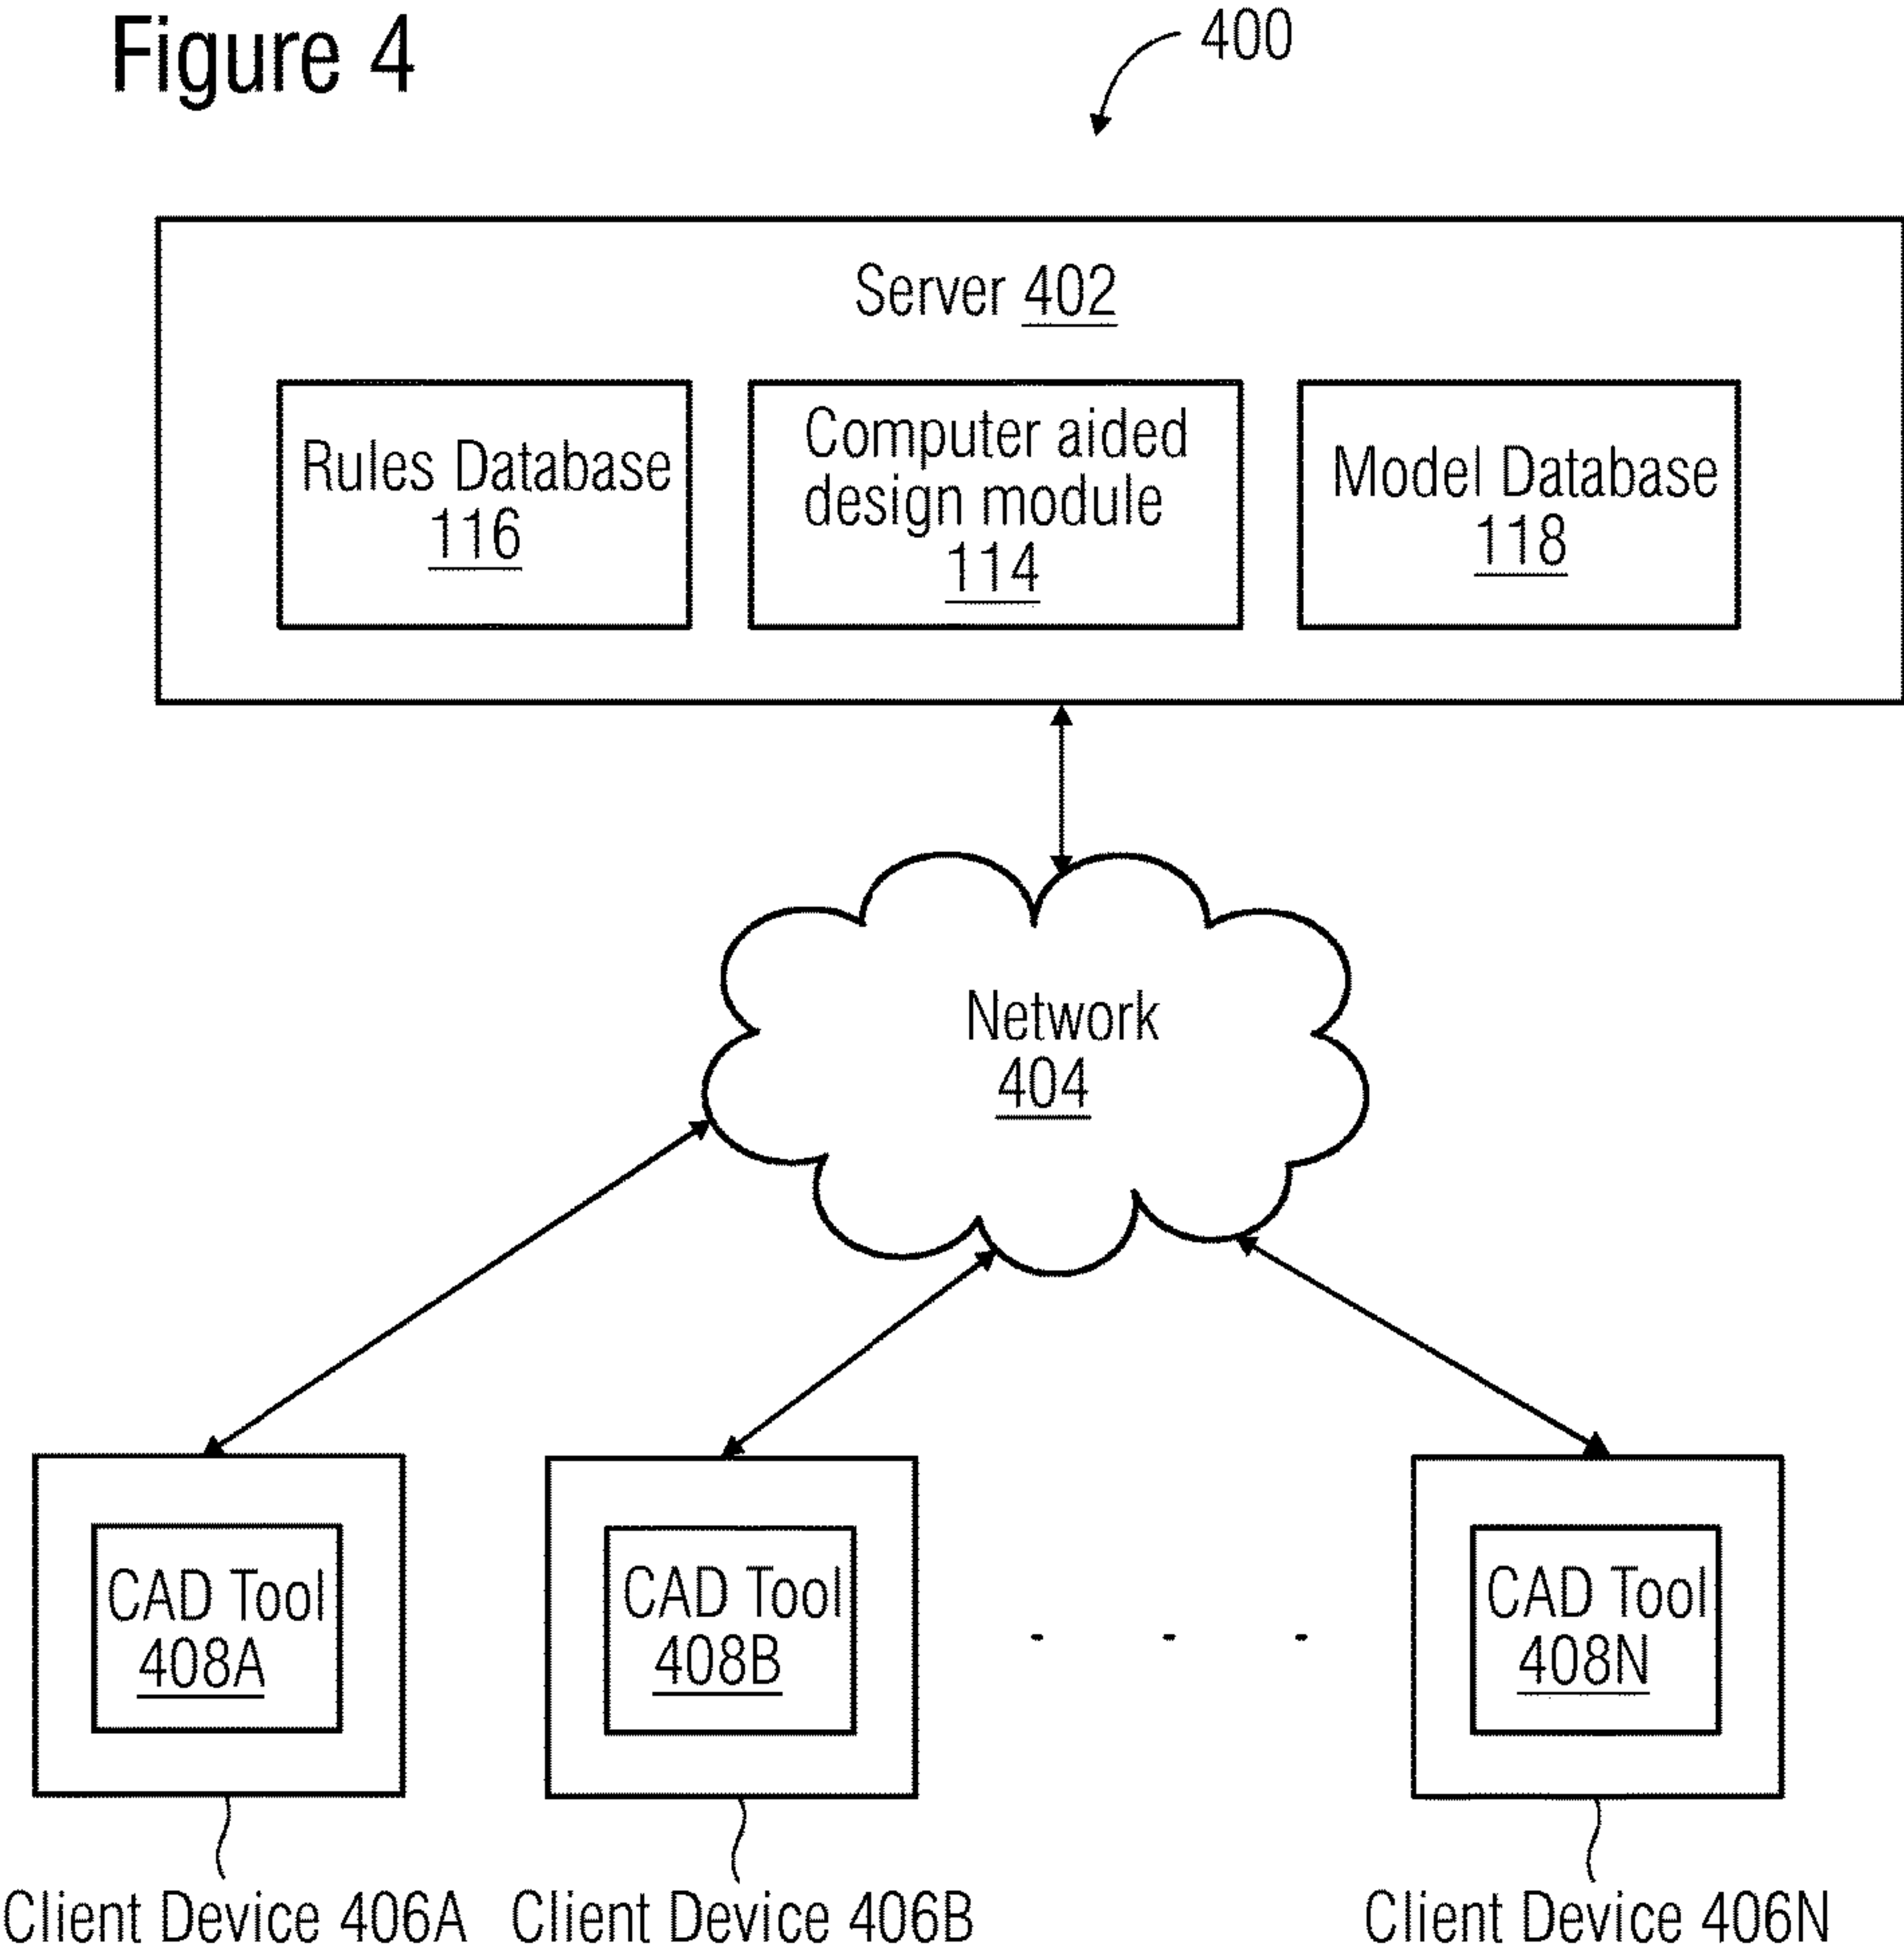 Figure 4
400
Server 402
Rules Database
116
Computer aided
design module
114
Model Database
118
Network
404
CAD Tool
408A
CAD Tool
408B
CAD Tool
408N
Client Device 406A
Client Device 406B
Client Device 406N